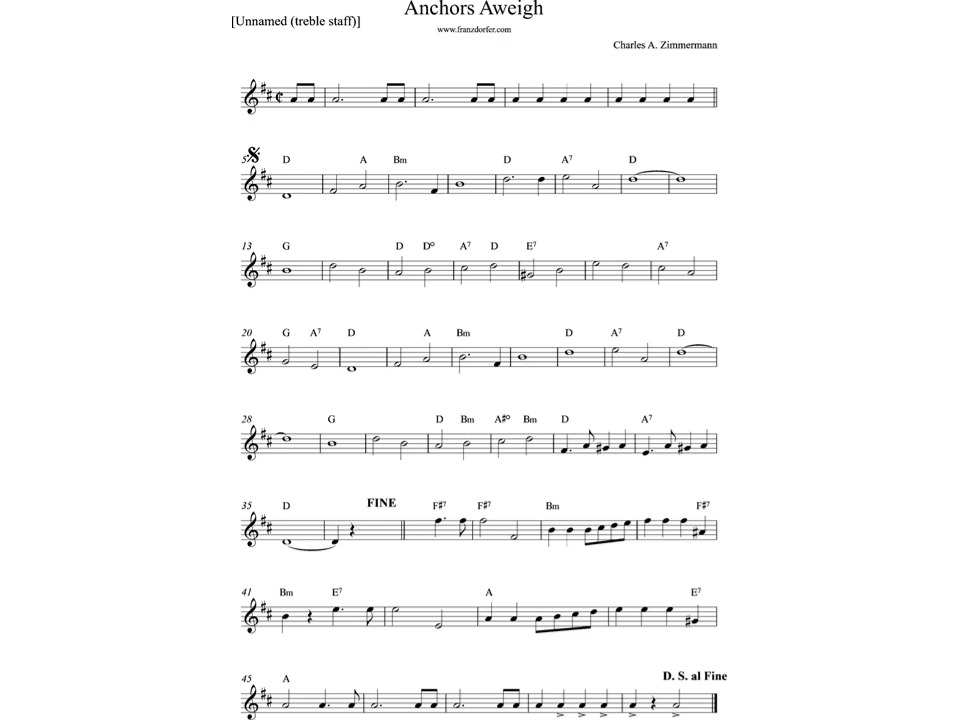 Anchors Aweigh
[Unnamed (treble staff)]
www.franzdorfer.com
Charles A. Zimmermann
5
D A Bm D A7 D
13
G D D° A7 D E7 A7
20
G A7 D A Bm D A7 D
28
G D Bm A#° Bm D A7
35
D FINE F#7 F#7 Bm F#7
41
Bm E7 A E7
D. S. al Fine
45
A